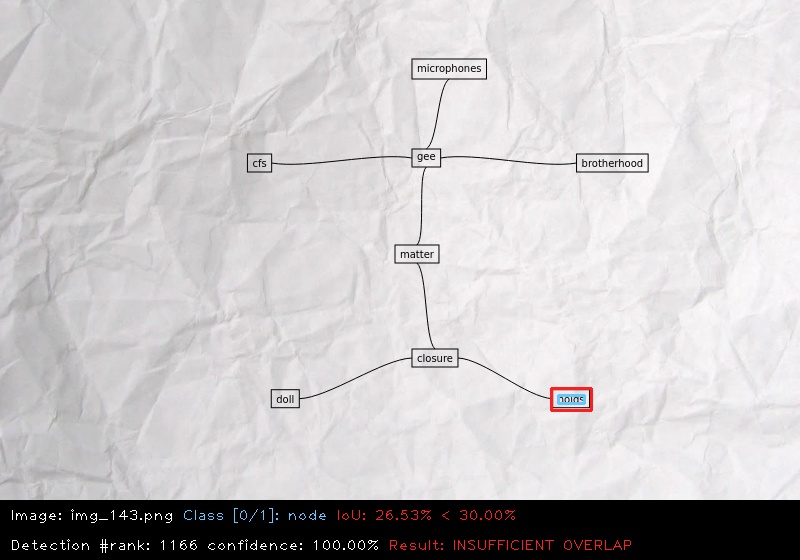 microphones
gee
cfs
brotherhood
matter
closure
doll
Image: img_143.png Class [0/1]: node IoU: 26.53% < 30.00%
Detection #rank: 1166 confidence: 100.00% Result: INSUFFICIENT OVERLAP